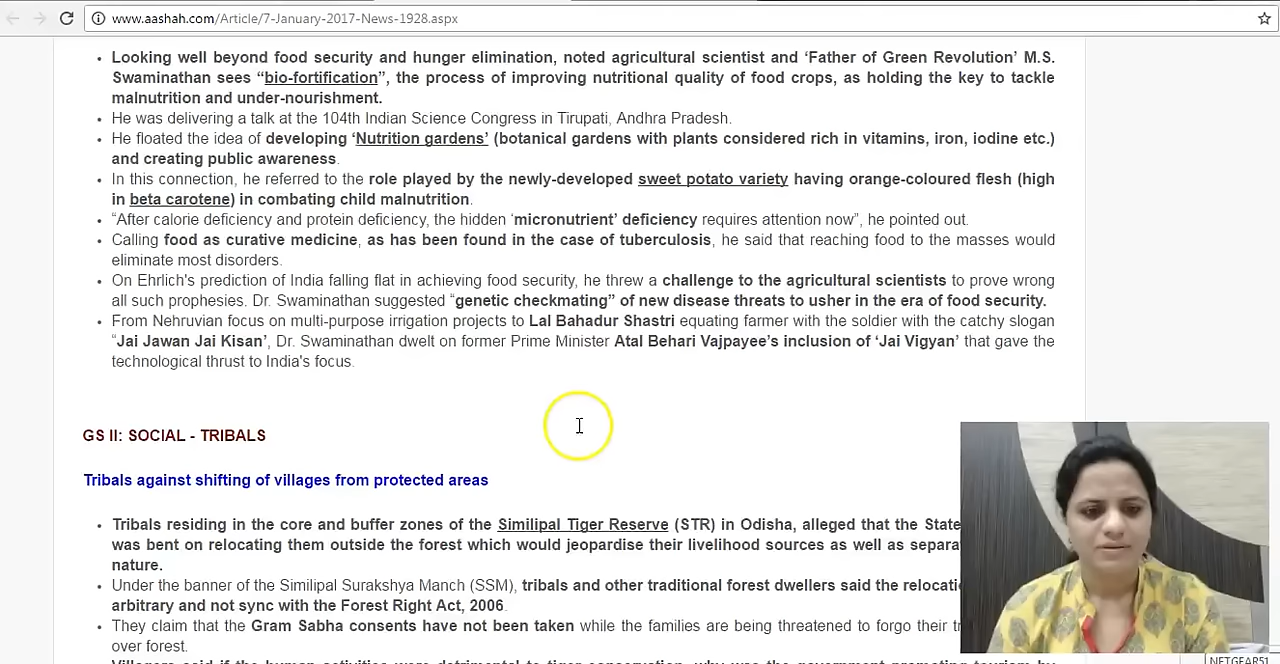 www.aashah.com/Article/7-January-2017-News-1928.aspx
• Looking well beyond food security and hunger elimination, noted agricultural scientist and ‘Father of Green Revolution’ M.S.
Swaminathan sees “bio-fortification”, the process of improving nutritional quality of food crops, as holding the key to tackle
malnutrition and under-nourishment.
• He was delivering a talk at the 104th Indian Science Congress in Tirupati, Andhra Pradesh.
• He floated the idea of developing ‘Nutrition gardens’ (botanical gardens with plants considered rich in vitamins, iron, iodine etc.)
and creating public awareness.
• In this connection, he referred to the role played by the newly-developed sweet potato variety having orange-coloured flesh (high
in beta carotene) in combating child malnutrition.
• “After calorie deficiency and protein deficiency, the hidden ‘micronutrient’ deficiency requires attention now”, he pointed out.
• Calling food as curative medicine, as has been found in the case of tuberculosis, he said that reaching food to the masses would
eliminate most disorders.
• On Ehrlich's prediction of India falling flat in achieving food security, he threw a challenge to the agricultural scientists to prove wrong
all such prophesies. Dr. Swaminathan suggested “genetic checkmating” of new disease threats to usher in the era of food security.
• From Nehruvian focus on multi-purpose irrigation projects to Lal Bahadur Shastri equating farmer with the soldier with the catchy slogan
“Jai Jawan Jai Kisan’, Dr. Swaminathan dwelt on former Prime Minister Atal Behari Vajpayee’s inclusion of ‘Jai Vigyan’ that gave the
technological thrust to India's focus.
GS II: SOCIAL - TRIBALS
Tribals against shifting of villages from protected areas
• Tribals residing in the core and buffer zones of the Similipal Tiger Reserve (STR) in Odisha, alleged that the State
was bent on relocating them outside the forest which would jeopardise their livelihood sources as well as
nature.
• Under the banner of the Similipal Surakshya Manch (SSM), tribals and other traditional forest dwellers said the
arbitrary and not sync with the Forest Right Act, 2006.
• They claim that the Gram Sabha consents have not been taken while the families are being threatened to forgo their
over forest.
Villagers said if the human activities were detrimental to tiger conservation, why was the government promoting tourism by
NETGEAR51